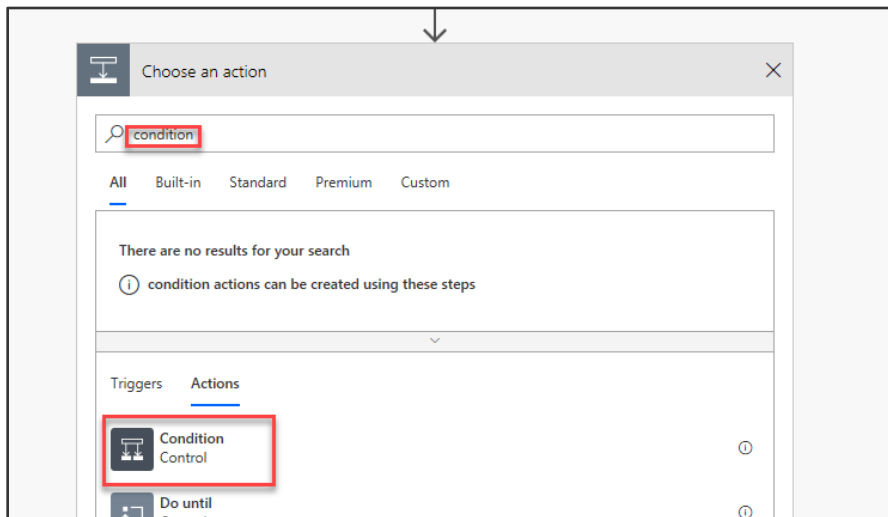 Choose an action
condition
All Built-in Standard Premium Custom
There are no results for your search
condition actions can be created using these steps
Triggers Actions
Condition
Control
Do until